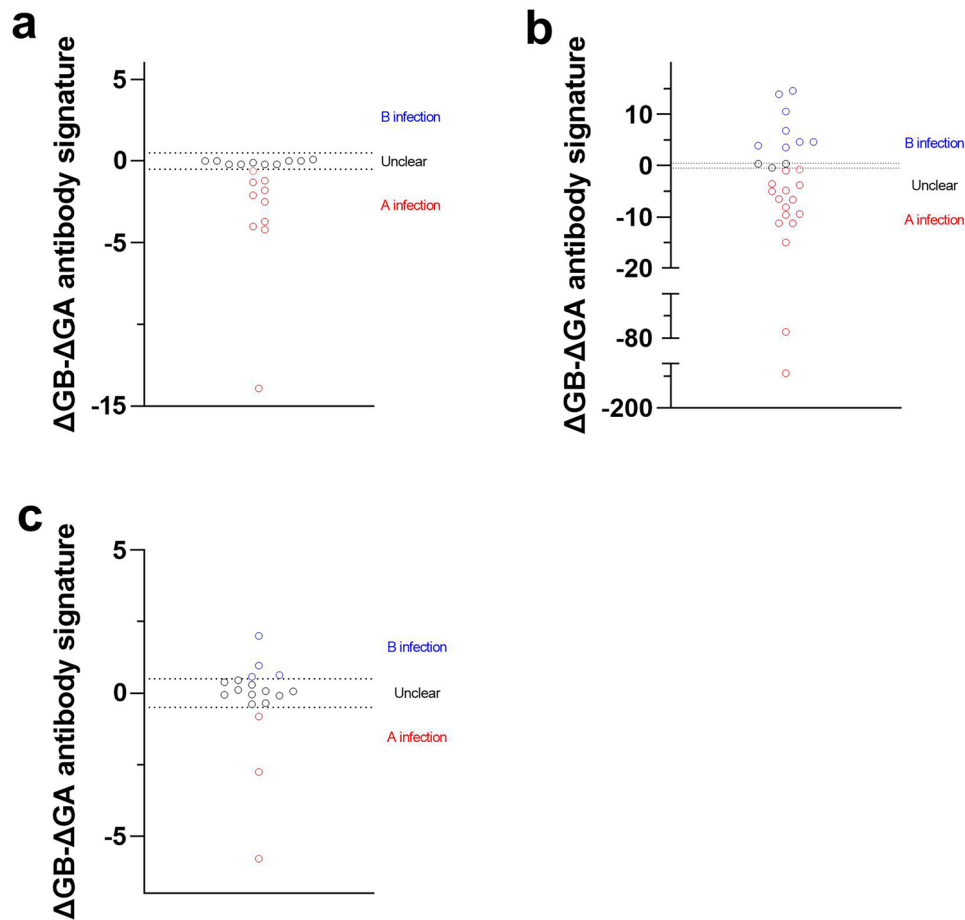 a
ΔGB-ΔGA antibody signature
5
0
-5
-15
B infection
Unclear
A infection
b
ΔGB-ΔGA antibody signature
10
0
-10
-20
-80
-200
B infection
Unclear
A infection
c
ΔGB-ΔGA antibody signature
5
0
-5
B infection
Unclear
A infection